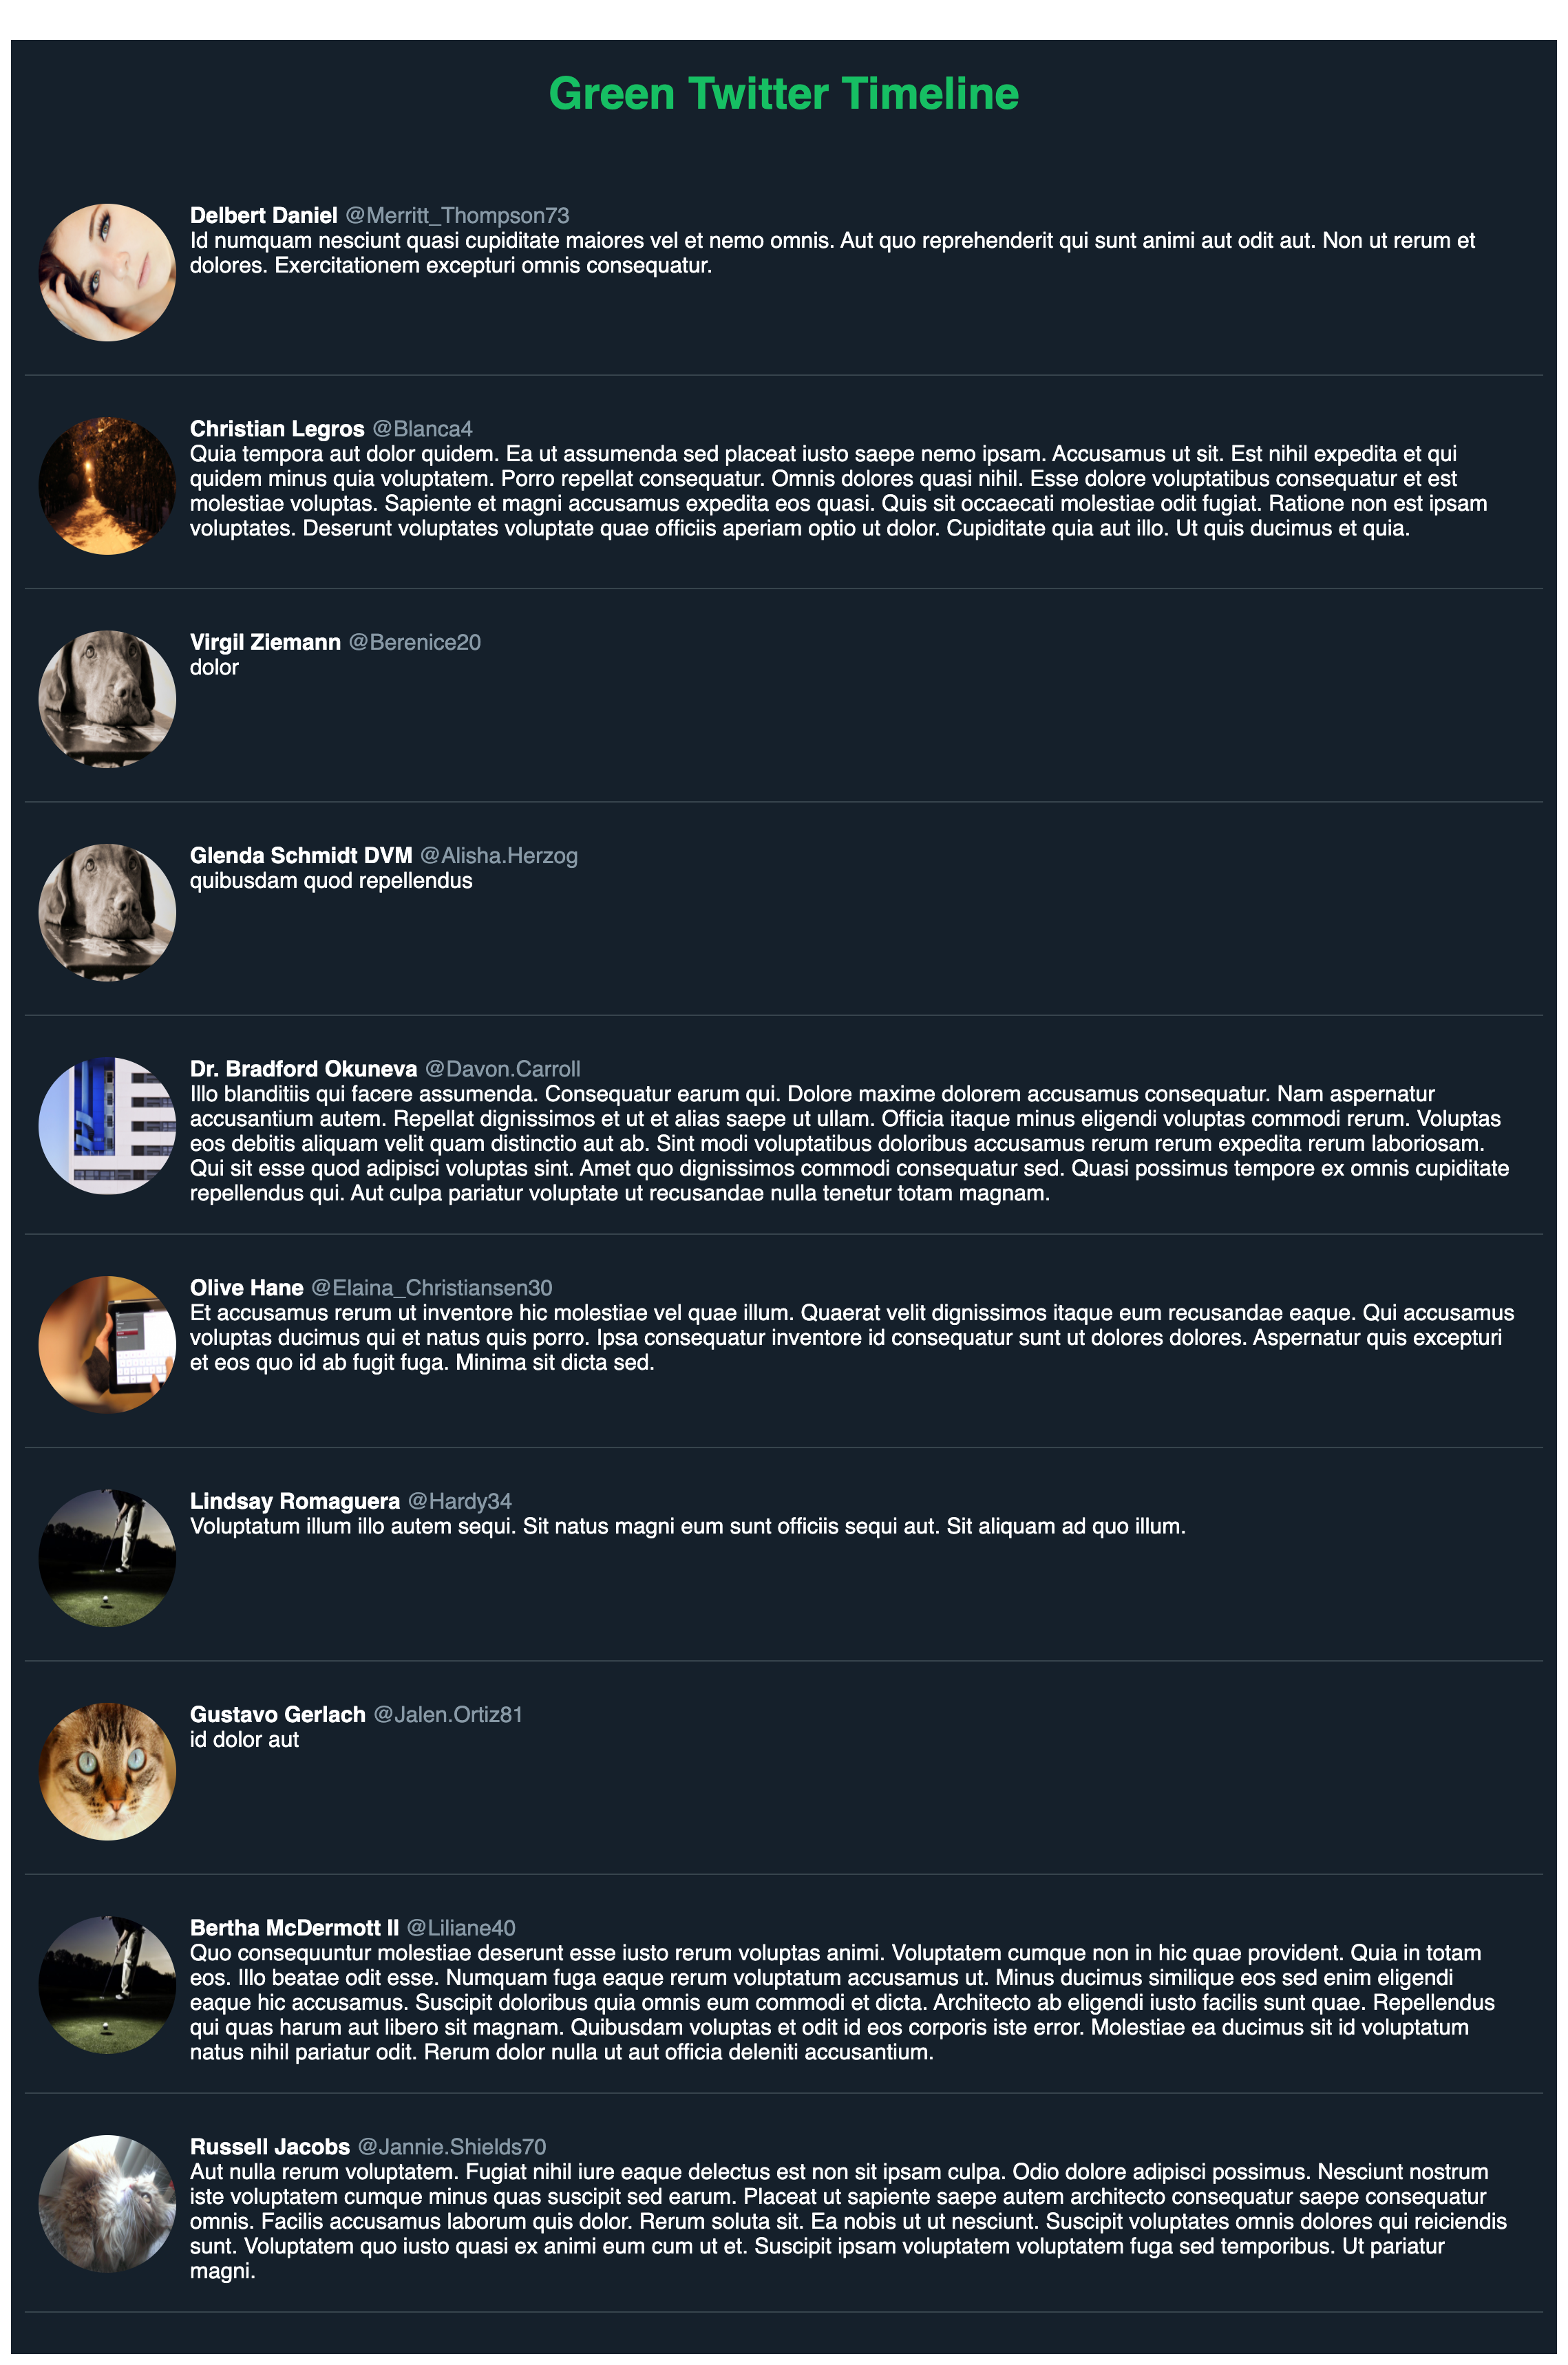 Green Twitter Timeline
Delbert Daniel @Merritt_Thompson73
Id numquam nesciunt quasi cupiditate maiores vel et nemo omnis. Aut quo reprehenderit qui sunt animi aut odit aut. Non ut rerum et
dolores. Exercitationem excepturi omnis consequatur.
Christian Legros @Blanca4
Quia tempora aut dolor quidem. Ea ut assumenda sed placeat iusto saepe nemo ipsam. Accusamus ut sit. Est nihil expedita et qui
quidem minus quia voluptatem. Porro repellat consequatur. Omnis dolores quasi nihil. Esse dolore voluptatibus consequatur et est
molestiae voluptas. Sapiente et magni accusamus expedita eos quasi. Quis sit occaecati molestiae odit fugiat. Ratione non est ipsam
voluptates. Deserunt voluptates voluptate quae officiis aperiam optio ut dolor. Cupiditate quia aut illo. Ut quis ducimus et quia.
Virgil Ziemann @Berenice20
dolor
Glenda Schmidt DVM @Alisha.Herzog
quibusdam quod repellendus
Dr. Bradford Okuneva @Davon.Carroll
Illo blanditiis qui facere assumenda. Consequatur earum qui. Dolore maxime dolorem accusamus consequatur. Nam aspernatur
accusantium autem. Repellat dignissimos et ut et alias saepe ut ullam. Officia itaque minus eligendi voluptas commodi rerum. Voluptas
eos debitis aliquam velit quam distinctio aut ab. Sint modi voluptatibus doloribus accusamus rerum rerum expedita rerum laboriosam.
Qui sit esse quod adipisci voluptas sint. Amet quo dignissimos commodi consequatur sed. Quasi possimus tempore ex omnis cupiditate
repellendus qui. Aut culpa pariatur voluptate ut recusandae nulla tenetur totam magnam.
Olive Hane @Elaina_Christiansen30
Et accusamus rerum ut inventore hic molestiae vel quae illum. Quaerat velit dignissimos itaque eum recusandae eaque. Qui accusamus
voluptas ducimus qui et natus quis porro. Ipsa consequatur inventore id consequatur sunt ut dolores dolores. Aspernatur quis excepturi
et eos quo id ab fugit fuga. Minima sit dicta sed.
Lindsay Romaguera @Hardy34
Voluptatum illum illo autem sequi. Sit natus magni eum sunt officiis sequi aut. Sit aliquam ad quo illum.
Gustavo Gerlach @Jalen.Ortiz81
id dolor aut
Bertha McDermott II @Liliane40
Quo consequuntur molestiae deserunt esse iusto rerum voluptas animi. Voluptatem cumque non in hic quae provident. Quia in totam
eos. Illo beatae odit esse. Numquam fuga eaque rerum voluptatum accusamus ut. Minus ducimus similique eos sed enim eligendi
eaque hic accusamus. Suscipit doloribus quia omnis eum commodi et dicta. Architecto ab eligendi iusto facilis sunt quae. Repellendus
qui quas harum aut libero sit magnam. Quibusdam voluptas et odit id eos corporis iste error. Molestiae ea ducimus sit id voluptatum
natus nihil pariatur odit. Rerum dolor nulla ut aut officia deleniti accusantium.
Russell Jacobs @Jannie.Shields70
Aut nulla rerum voluptatem. Fugiat nihil iure eaque delectus est non sit ipsam culpa. Odio dolore adipisci possimus. Nesciunt nostrum
iste voluptatem cumque minus quas suscipit sed earum. Placeat ut sapiente saepe autem architecto consequatur saepe consequatur
omnis. Facilis accusamus laborum quis dolor. Rerum soluta sit. Ea nobis ut ut nesciunt. Suscipit voluptates omnis dolores qui reiciendis
sunt. Voluptatem quo iusto quasi ex animi eum cum ut et. Suscipit ipsam voluptatem voluptatem fuga sed temporibus. Ut pariatur
magni.